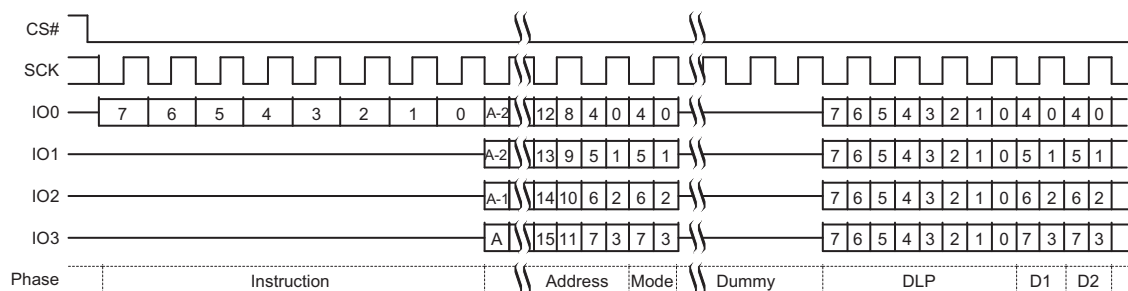 CS#
SCK
IO0 7 6 5 4 3 2 1 0 A-2 12 8 4 0 4 0 7 6 5 4 3 2 1 0 4 0 4 0
IO1 A-2 13 9 5 1 5 1 7 6 5 4 3 2 1 0 5 1 5 1
IO2 A-1 14 10 6 2 6 2 7 6 5 4 3 2 1 0 6 2 6 2
IO3 A 15 11 7 3 7 3 7 6 5 4 3 2 1 0 7 3 7 3
Phase Instruction Address Mode Dummy DLP D1 D2